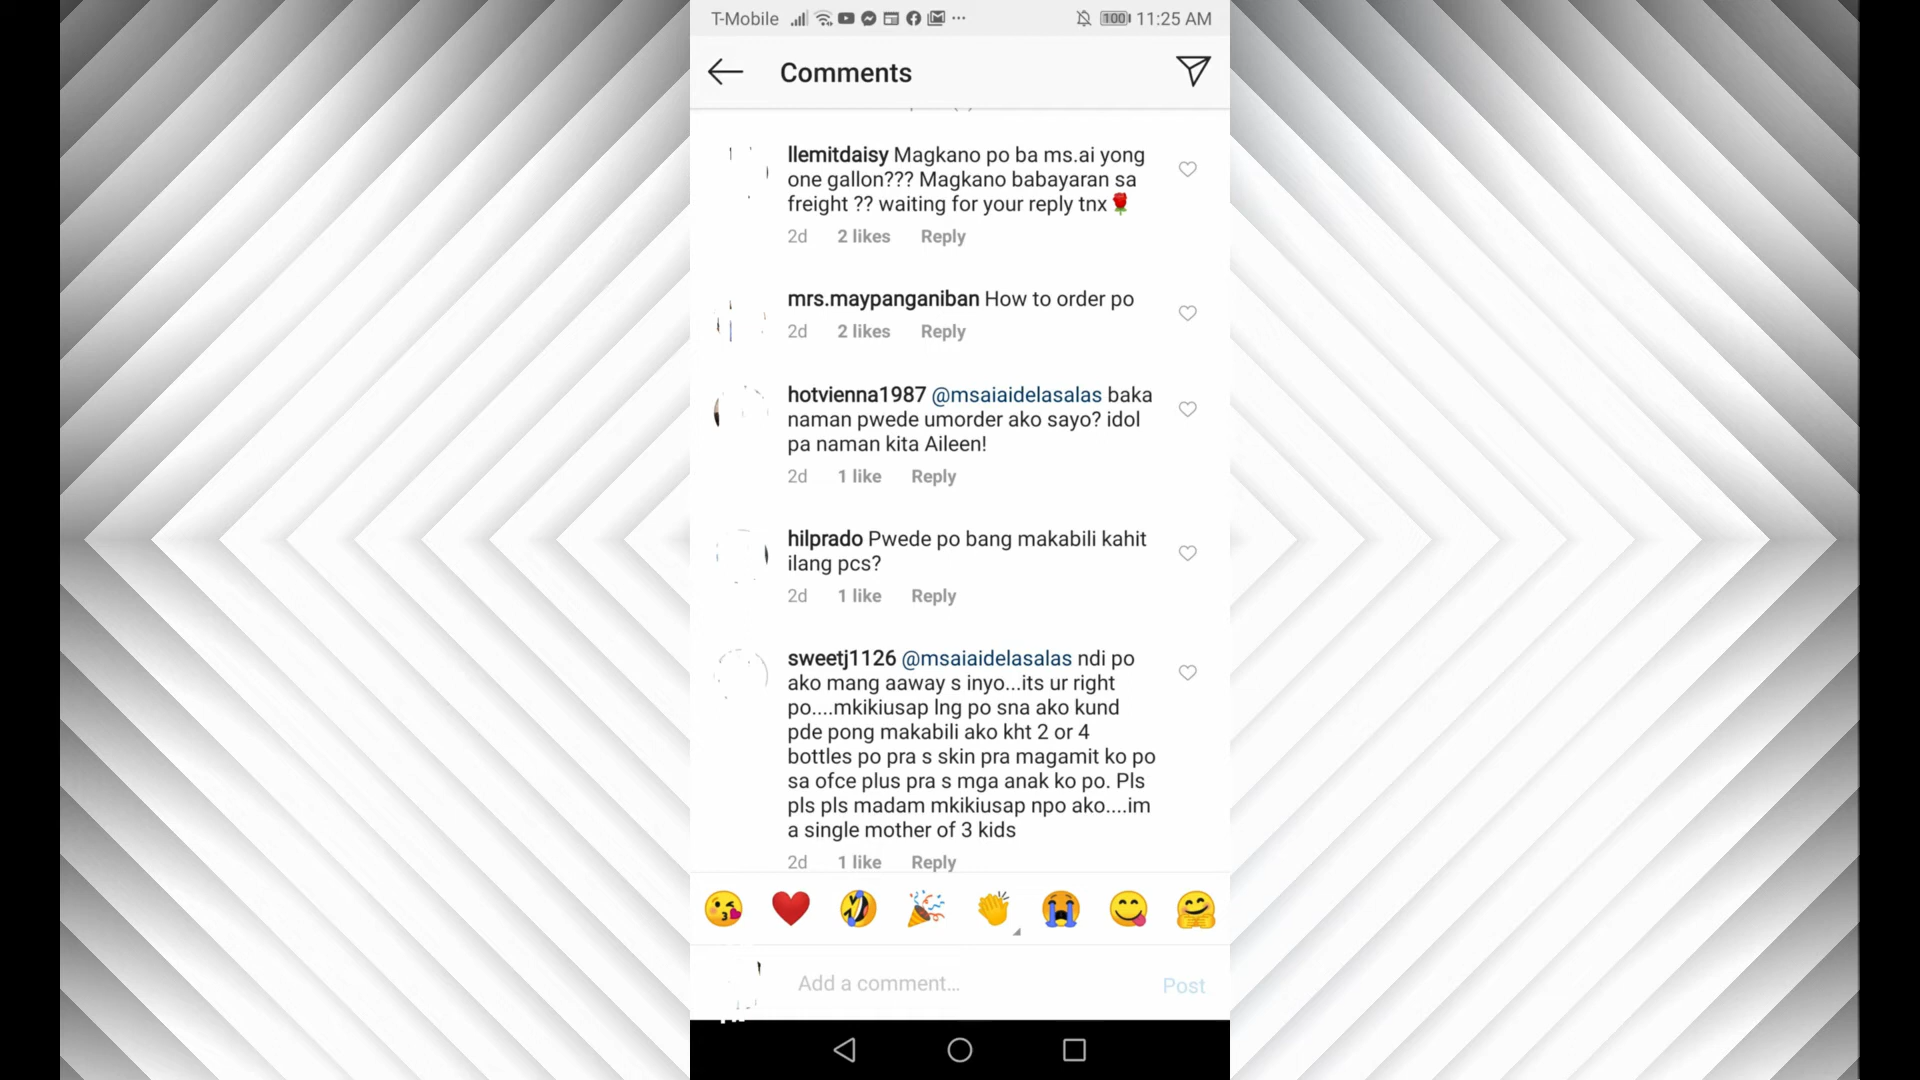 T-Mobile 100 11:25 AM
Comments
llemitdaisy Magkano po ba ms.ai yong
one gallon??? Magkano babayaran sa
freight ?? waiting for your reply tnx🌹
2d 2 likes Reply
mrs.maypanganiban How to order po
2d 2 likes Reply
hotvienna1987 @msaiaidelasalas baka
naman pwede umorder ako sayo? idol
pa naman kita Aileen!
2d 1 like Reply
hilprado Pwede po bang makabili kahit
ilang pcs?
2d 1 like Reply
sweetj1126 @msaiaidelasalas ndi po
ako mang aaway s inyo...its ur right
po....mkikiusap lng po sna ako kund
pde pong makabili ako kht 2 or 4
bottles po pra s skin pra magamit ko po
sa ofce plus pra s mga anak ko po. Pls
pls pls madam mkikiusap npo ako....im
a single mother of 3 kids
2d 1 like Reply
Add a comment... Post